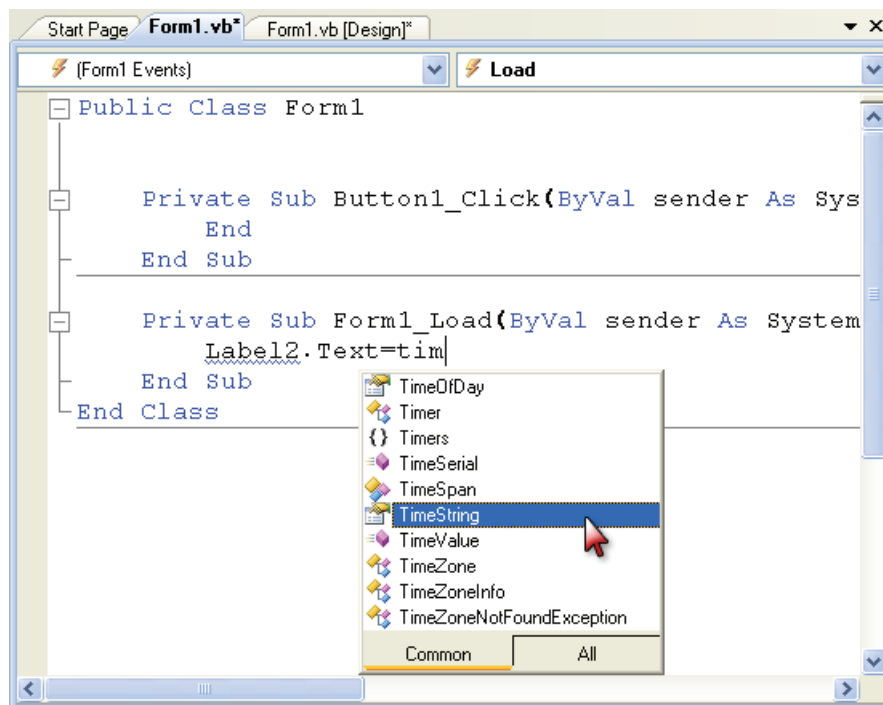 Start Page Form1.vb* Form1.vb [Design]*
(Form1 Events) Load
Public Class Form1
Private Sub Button1_Click(ByVal sender As Sys
End
End Sub
Private Sub Form1_Load(ByVal sender As System
Label2.Text=tim
End Sub
End Class
TimeOfDay
Timer
{} Timers
TimeSerial
TimeSpan
TimeString
TimeValue
TimeZone
TimeZoneInfo
TimeZoneNotFoundException
Common All